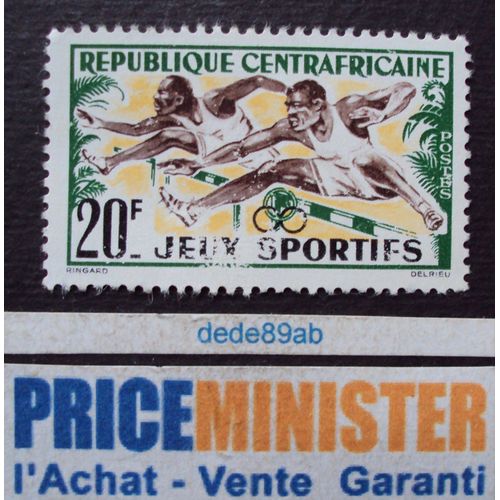 REPUBLIQUE CENTRAFRICAINE
POSTES
20F JEUX SPORTIFS
RINGARD DELRIEU
dede89ab
PRICEMINISTER
l'Achat - Vente Garanti